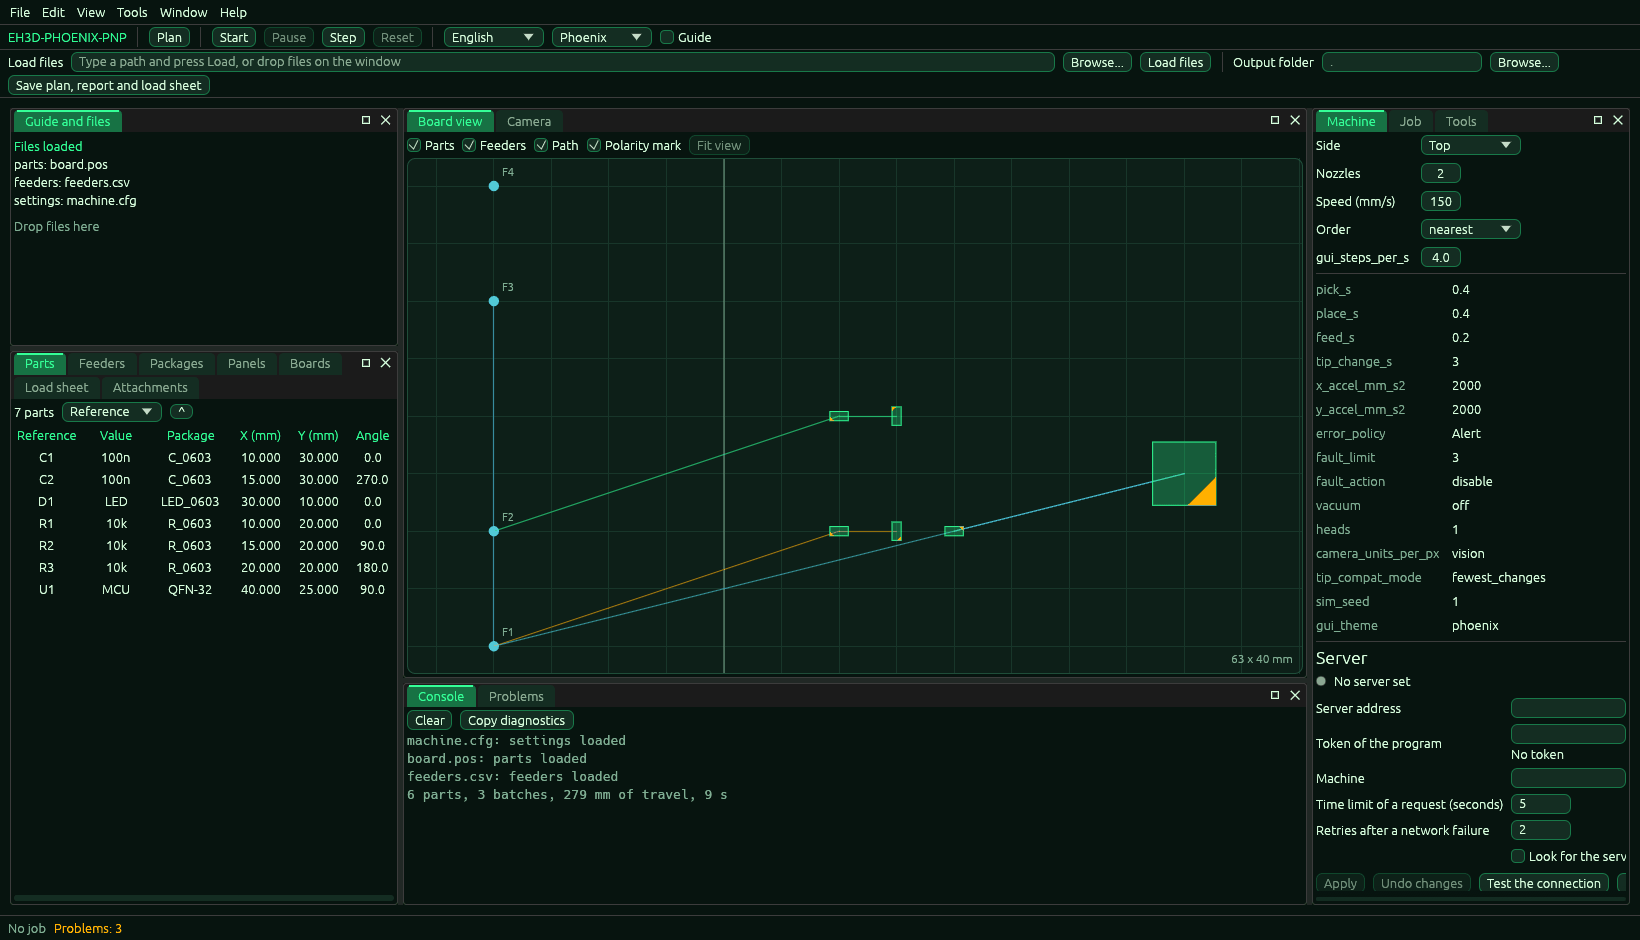 File Edit View Tools Window Help
EH3D-PHOENIX-PNP Plan Start Pause Step Reset English Phoenix Guide
Load files Type a path and press Load, or drop files on the window Browse... Load files Output folder . Browse...
Save plan, report and load sheet
Guide and files
Files loaded
parts: board.pos
feeders: feeders.csv
settings: machine.cfg
Drop files here
Parts Feeders Packages Panels Boards
Load sheet Attachments
7 parts Reference ^
Reference Value Package X (mm) Y (mm) Angle
C1 100n C_0603 10.000 30.000 0.0
C2 100n C_0603 15.000 30.000 270.0
D1 LED LED_0603 30.000 10.000 0.0
R1 10k R_0603 10.000 20.000 0.0
R2 10k R_0603 15.000 20.000 90.0
R3 10k R_0603 20.000 20.000 180.0
U1 MCU QFN-32 40.000 25.000 90.0
Board view Camera
Parts Feeders Path Polarity mark Fit view
F4
F3
F2
F1
63 x 40 mm
Console Problems
Clear Copy diagnostics
machine.cfg: settings loaded
board.pos: parts loaded
feeders.csv: feeders loaded
6 parts, 3 batches, 279 mm of travel, 9 s
Machine Job Tools
Side Top
Nozzles 2
Speed (mm/s) 150
Order nearest
gui_steps_per_s 4.0
pick_s 0.4
place_s 0.4
feed_s 0.2
tip_change_s 3
x_accel_mm_s2 2000
y_accel_mm_s2 2000
error_policy Alert
fault_limit 3
fault_action disable
vacuum off
heads 1
camera_units_per_px vision
tip_compat_mode fewest_changes
sim_seed 1
gui_theme phoenix
Server
No server set
Server address
Token of the program
No token
Machine
Time limit of a request (seconds) 5
Retries after a network failure 2
Look for the serv
Apply Undo changes Test the connection
No job Problems: 3